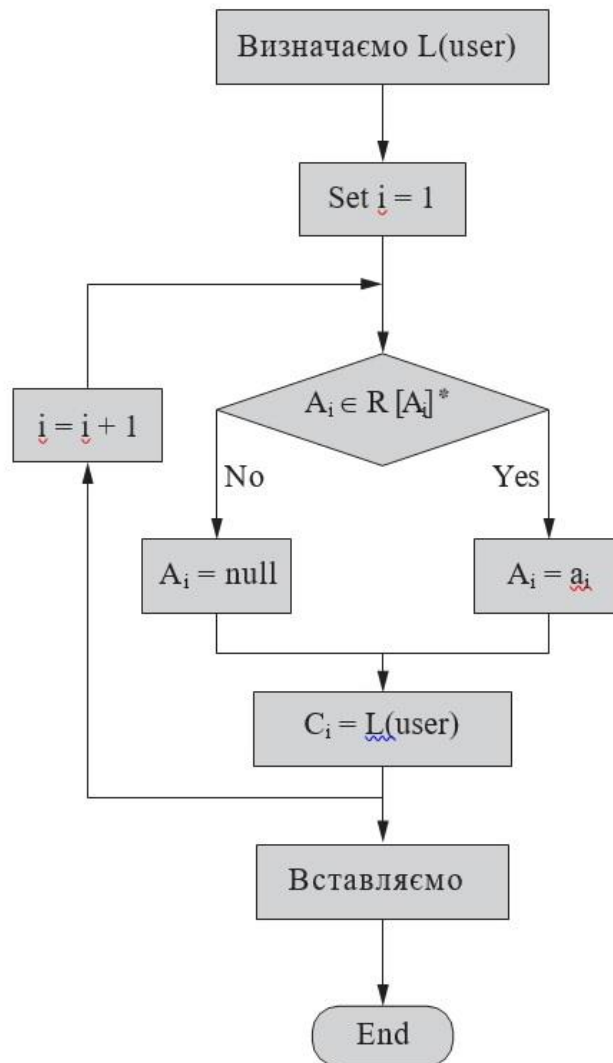 Визначаємо L(user)
Set i = 1
Aᵢ ∈ R [Aᵢ]*
i = i + 1
No
Yes
Aᵢ = null
Aᵢ = aᵢ
Cᵢ = L(user)
Вставляємо
End